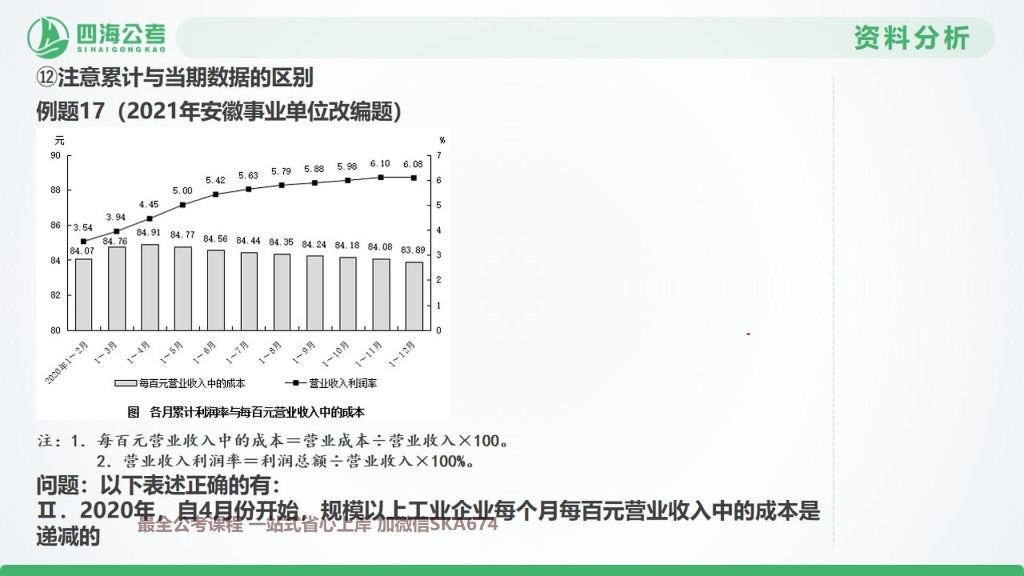 四海公考
SIHAIGONGKAO
资料分析
⑫注意累计与当期数据的区别
例题17（2021年安徽事业单位改编题）
元
%
90
88
86
84
82
80
7
6
5
4
3
2
1
0
3.54
3.94
4.45
5.00
5.42
5.63
5.79
5.88
5.98
6.10
6.08
84.07
84.76
84.91
84.77
84.56
84.44
84.35
84.24
84.18
84.08
83.89
2020年1～2月
1～3月
1～4月
1～5月
1～6月
1～7月
1～8月
1～9月
1～10月
1～11月
1～12月
每百元营业收入中的成本
营业收入利润率
图 各月累计利润率与每百元营业收入中的成本
注：1．每百元营业收入中的成本＝营业成本÷营业收入×100。
2．营业收入利润率＝利润总额÷营业收入×100%。
问题：以下表述正确的有：
Ⅱ．2020年，自4月份开始，规模以上工业企业每个月每百元营业收入中的成本是
最全公考课程 一站式省心上岸 加微信SKA674
递减的